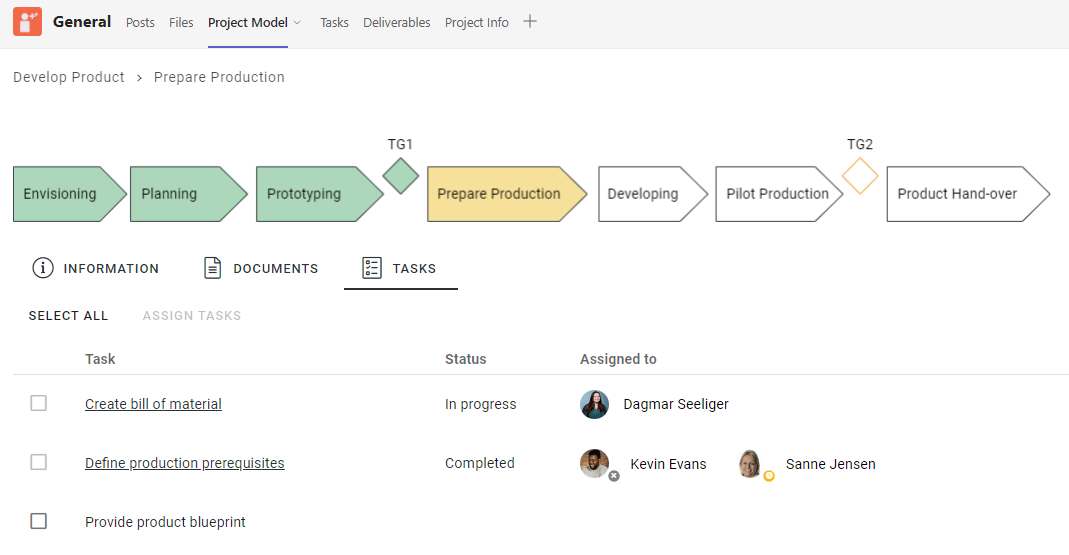 General Posts Files Project Model Tasks Deliverables Project Info
Develop Product › Prepare Production
TG1 TG2
Envisioning Planning Prototyping Prepare Production Developing Pilot Production Product Hand-over
INFORMATION DOCUMENTS TASKS
SELECT ALL ASSIGN TASKS
Task Status Assigned to
Create bill of material In progress Dagmar Seeliger
Define production prerequisites Completed Kevin Evans Sanne Jensen
Provide product blueprint